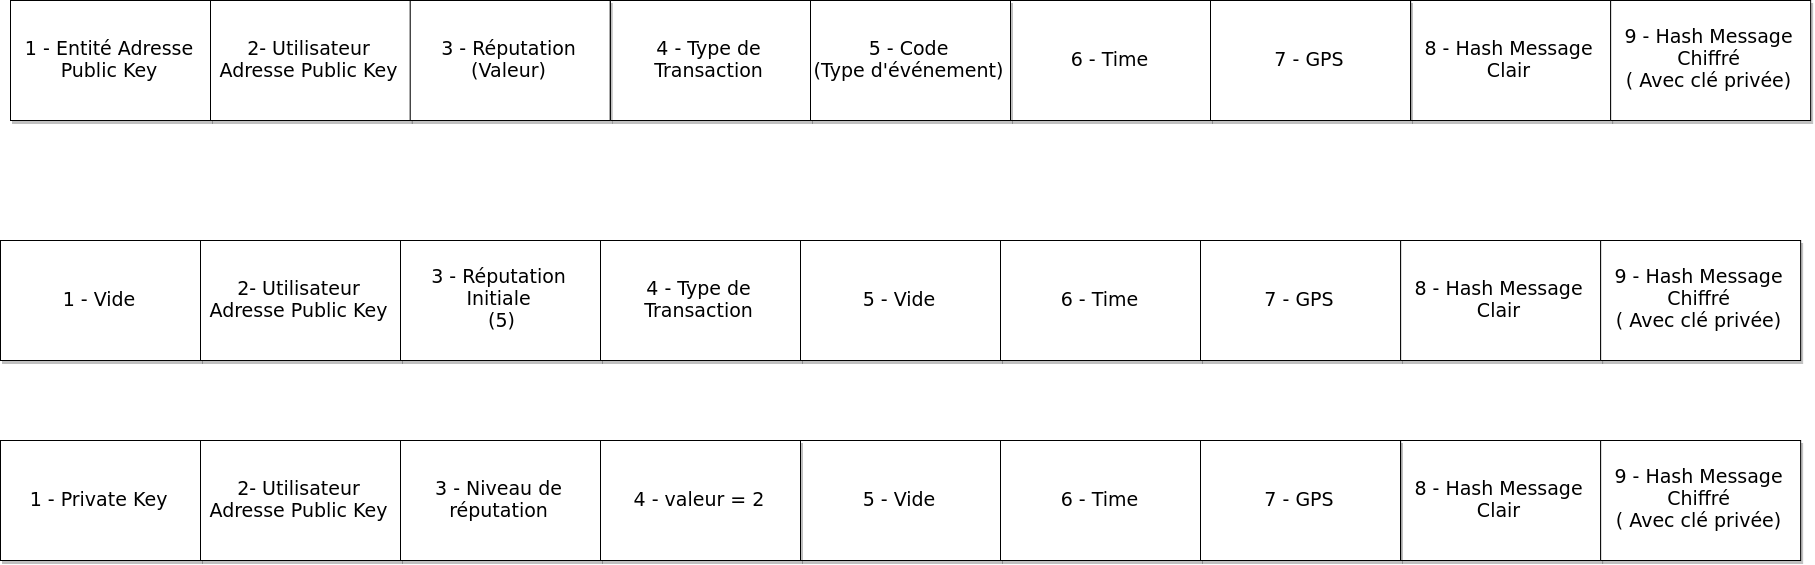 1 - Entité Adresse
Public Key
2- Utilisateur
Adresse Public Key
3 - Réputation
(Valeur)
4 - Type de
Transaction
5 - Code
(Type d'événement)
6 - Time
7 - GPS
8 - Hash Message
Clair
9 - Hash Message
Chiffré
( Avec clé privée)
1 - Vide
2- Utilisateur
Adresse Public Key
3 - Réputation
Initiale
(5)
4 - Type de
Transaction
5 - Vide
6 - Time
7 - GPS
8 - Hash Message
Clair
9 - Hash Message
Chiffré
( Avec clé privée)
1 - Private Key
2- Utilisateur
Adresse Public Key
3 - Niveau de
réputation
4 - valeur = 2
5 - Vide
6 - Time
7 - GPS
8 - Hash Message
Clair
9 - Hash Message
Chiffré
( Avec clé privée)